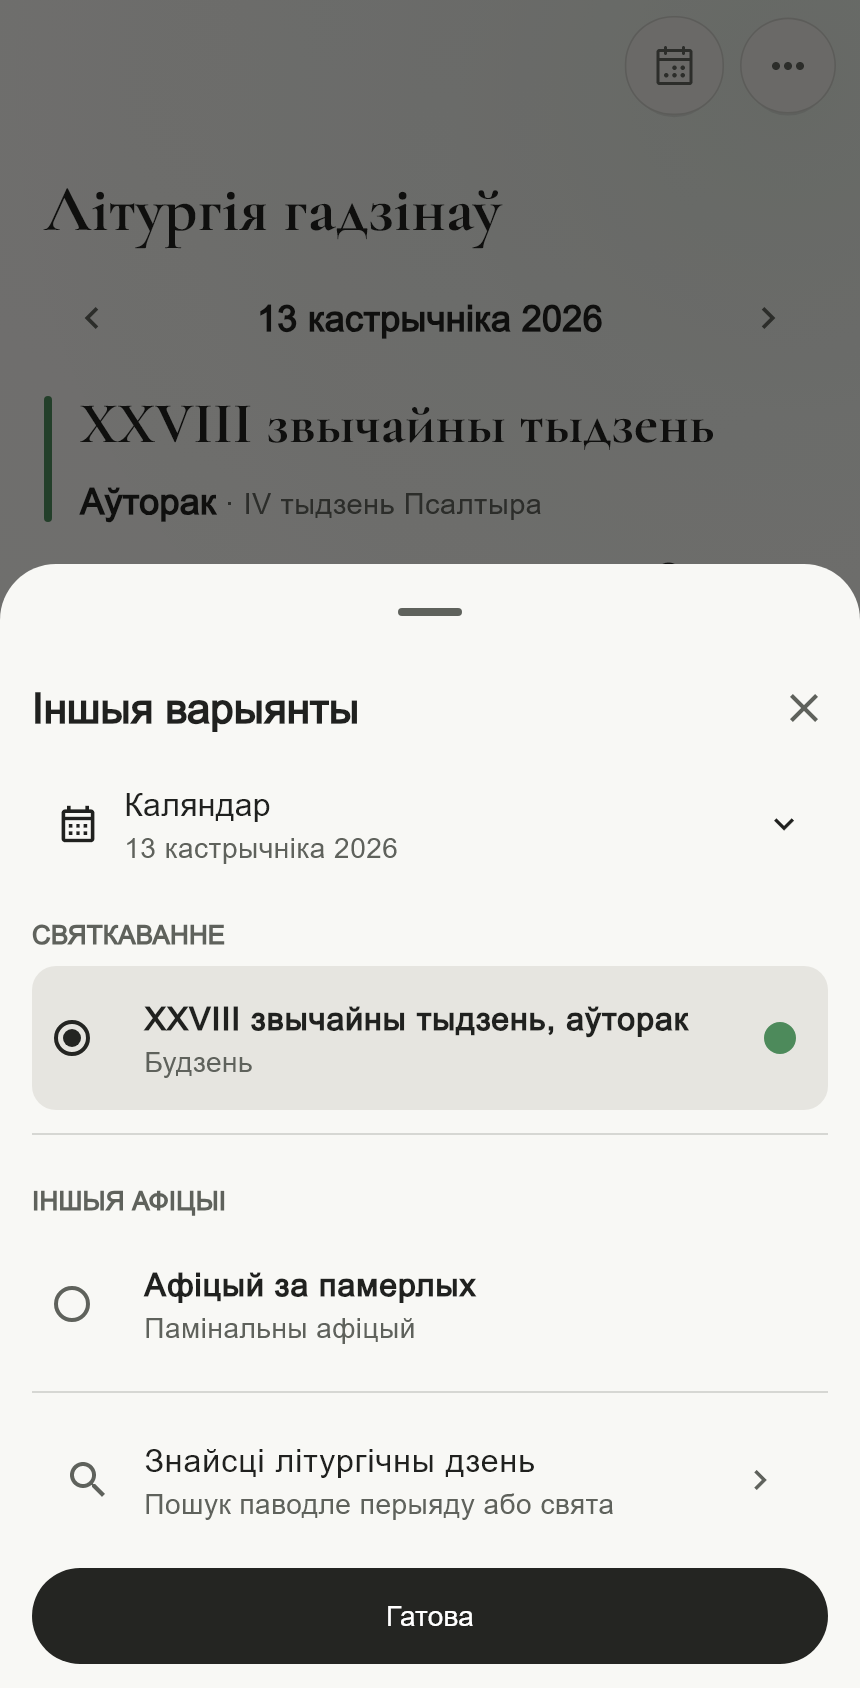 Літургія гадзінаў
13 кастрычніка 2026
XXVIII звычайны тыдзень
Аўторак · IV тыдзень Псалтыра
Іншыя варыянты
Каляндар
13 кастрычніка 2026
СВЯТКАВАННЕ
XXVIII звычайны тыдзень, аўторак
Будзень
ІНШЫЯ АФІЦЫІ
Афіцый за памерлых
Памінальны афіцый
Знайсці літургічны дзень
Пошук паводле перыяду або свята
Гатова